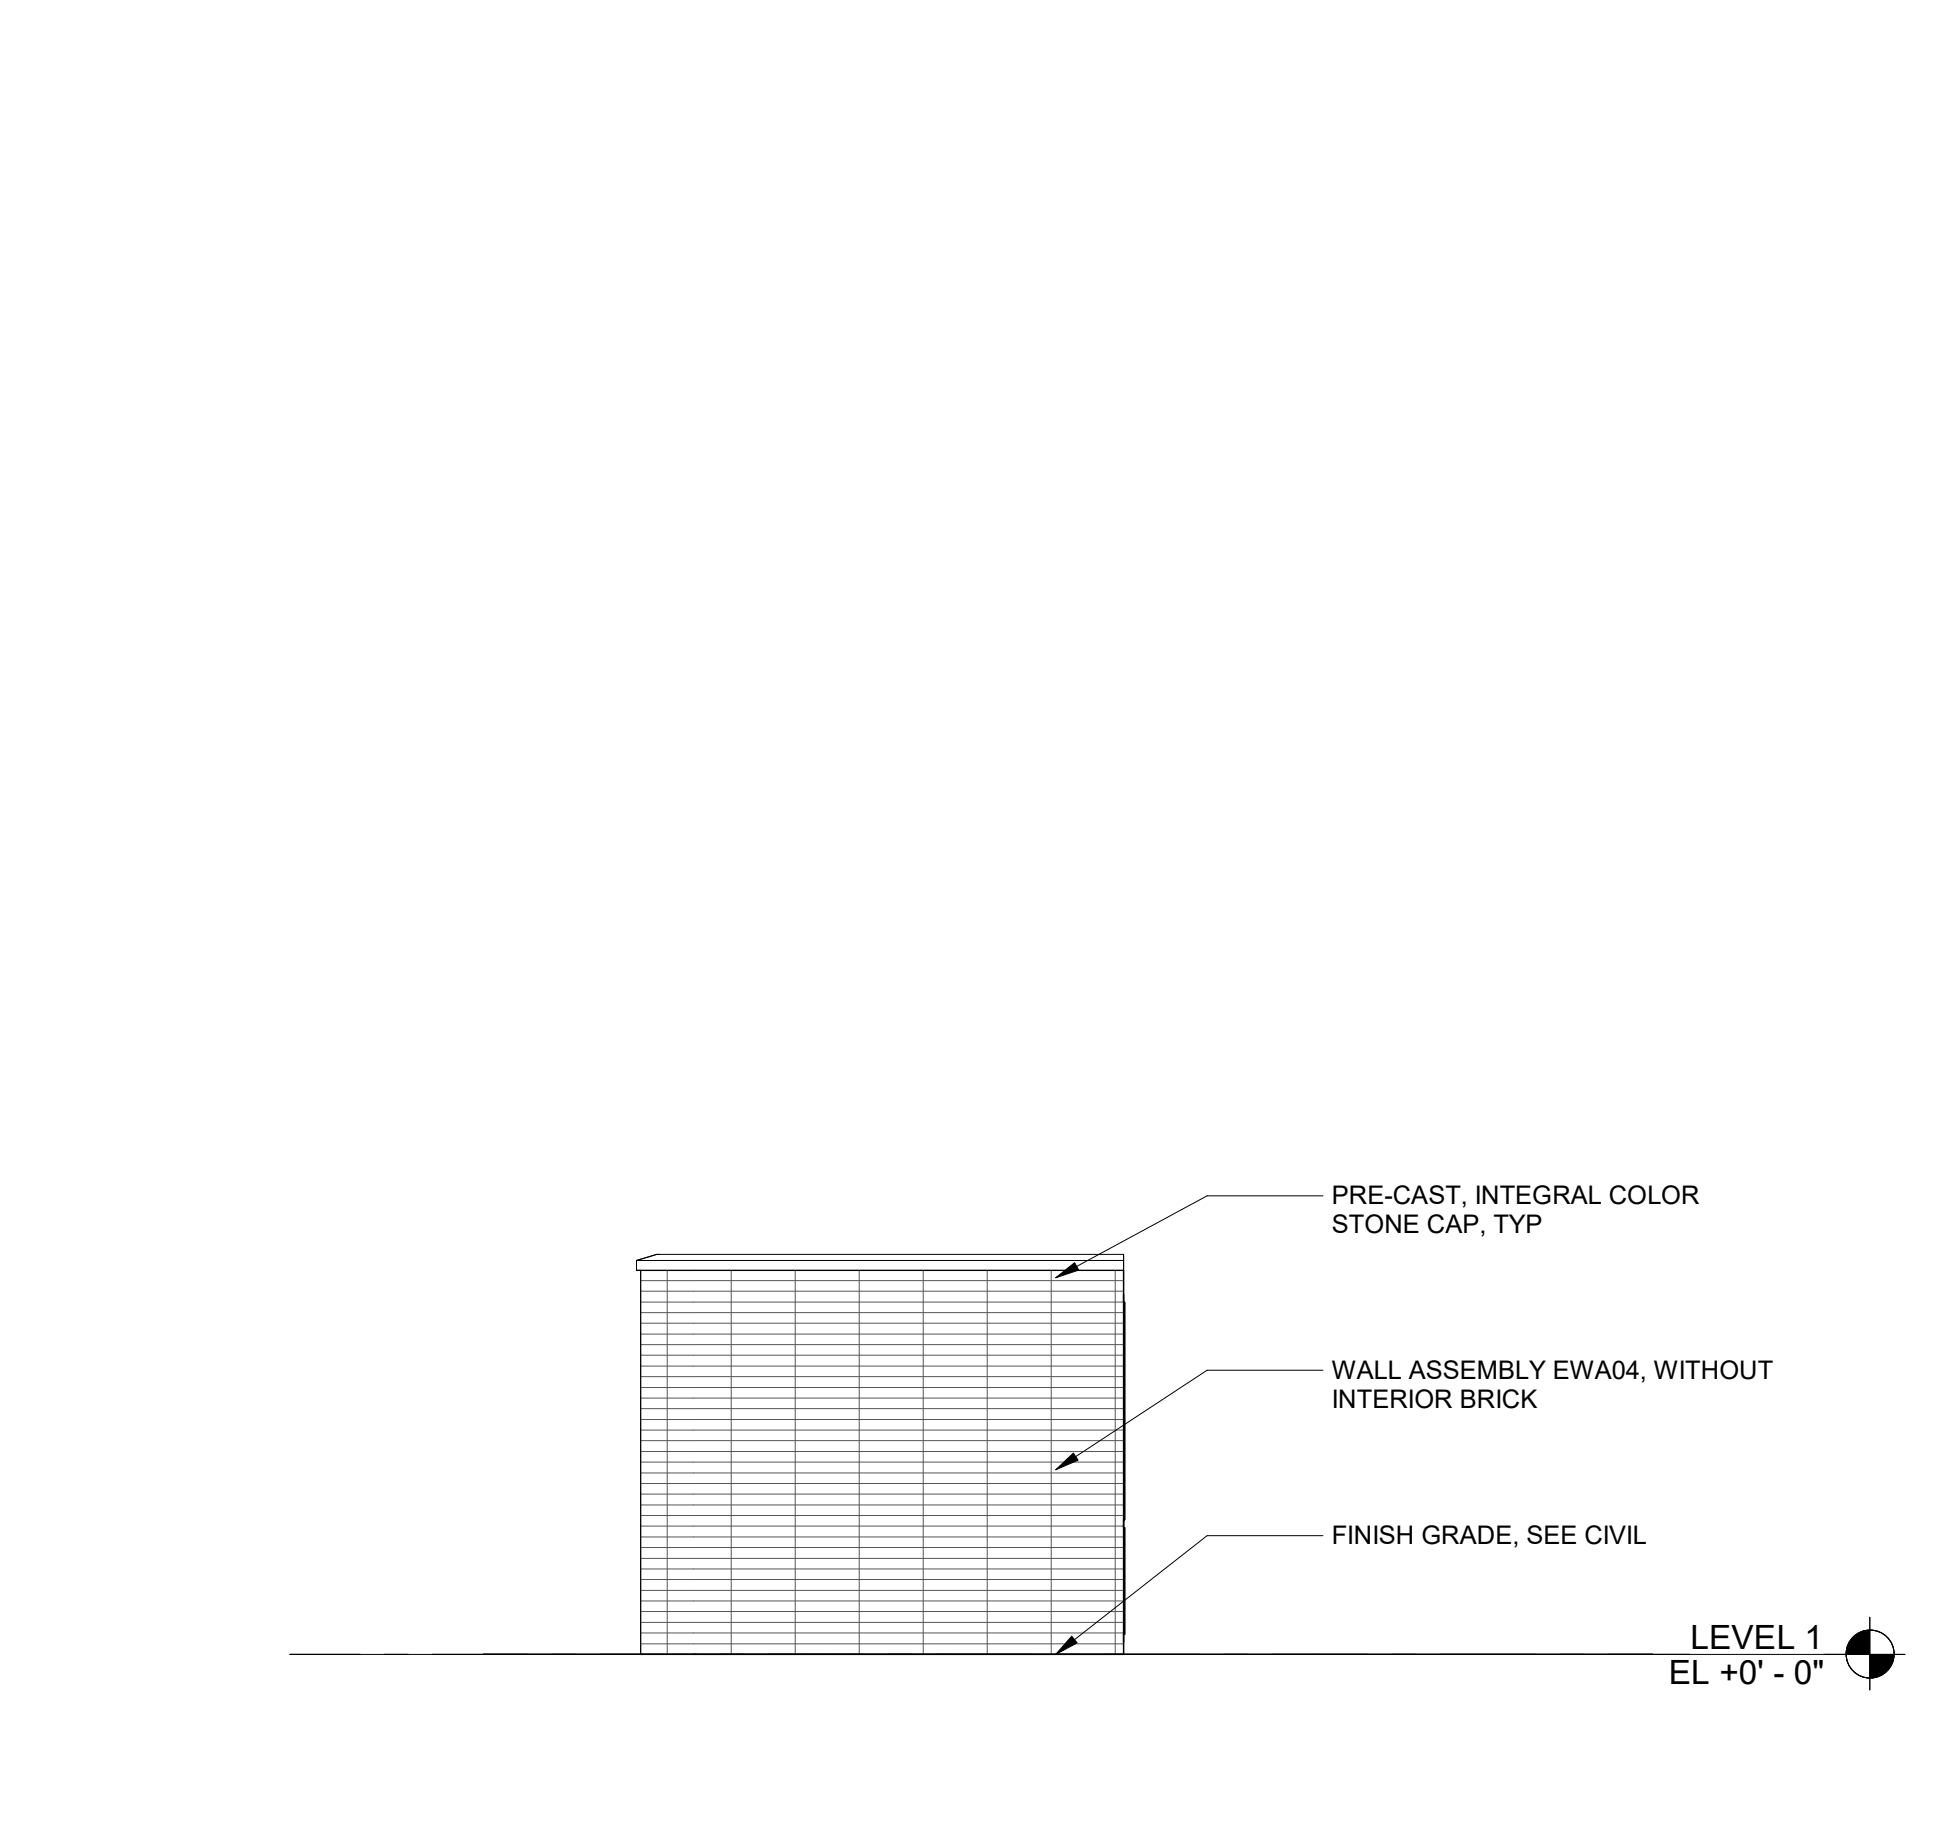 PRE-CAST, INTEGRAL COLOR
STONE CAP, TYP
WALL ASSEMBLY EWA04, WITHOUT
INTERIOR BRICK
FINISH GRADE, SEE CIVIL
LEVEL 1
EL +0' - 0"